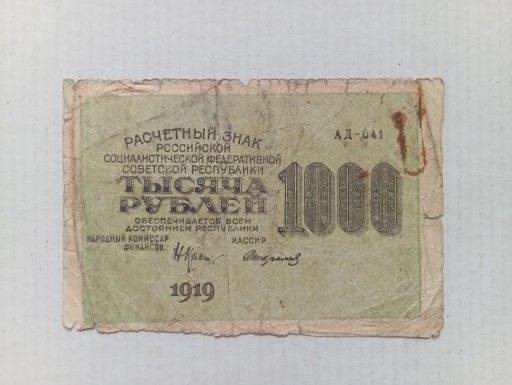 РАСЧЕТНЫЙ ЗНАК
АД-041
РОССИЙСКОЙ
СОЦИАЛИСТИЧЕСКОЙ ФЕДЕРАТИВНОЙ
СОВЕТСКОЙ РЕСПУБЛИКИ
ТЫСЯЧА
РУБЛЕЙ
1000
ОБЕСПЕЧИВАЕТСЯ ВСЕМ
ДОСТОЯНИЕМ РЕСПУБЛИКИ
НАРОДНЫЙ КОМИССАР
ФИНАНСОВ.
КАССИР.
1919